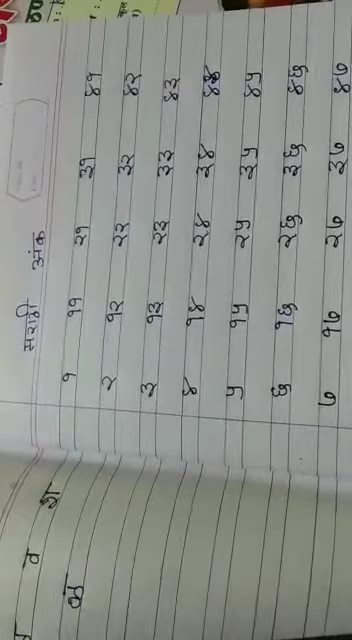 मराठी अंक
१ ११ २१ ३१ ४१
२ १२ २२ ३२ ४२
३ १३ २३ ३३ ४३
४ १४ २४ ३४ ४४
५ १५ २५ ३५ ४५
६ १६ २६ ३६ ४६
७ १७ २७ ३७ ४७
व श